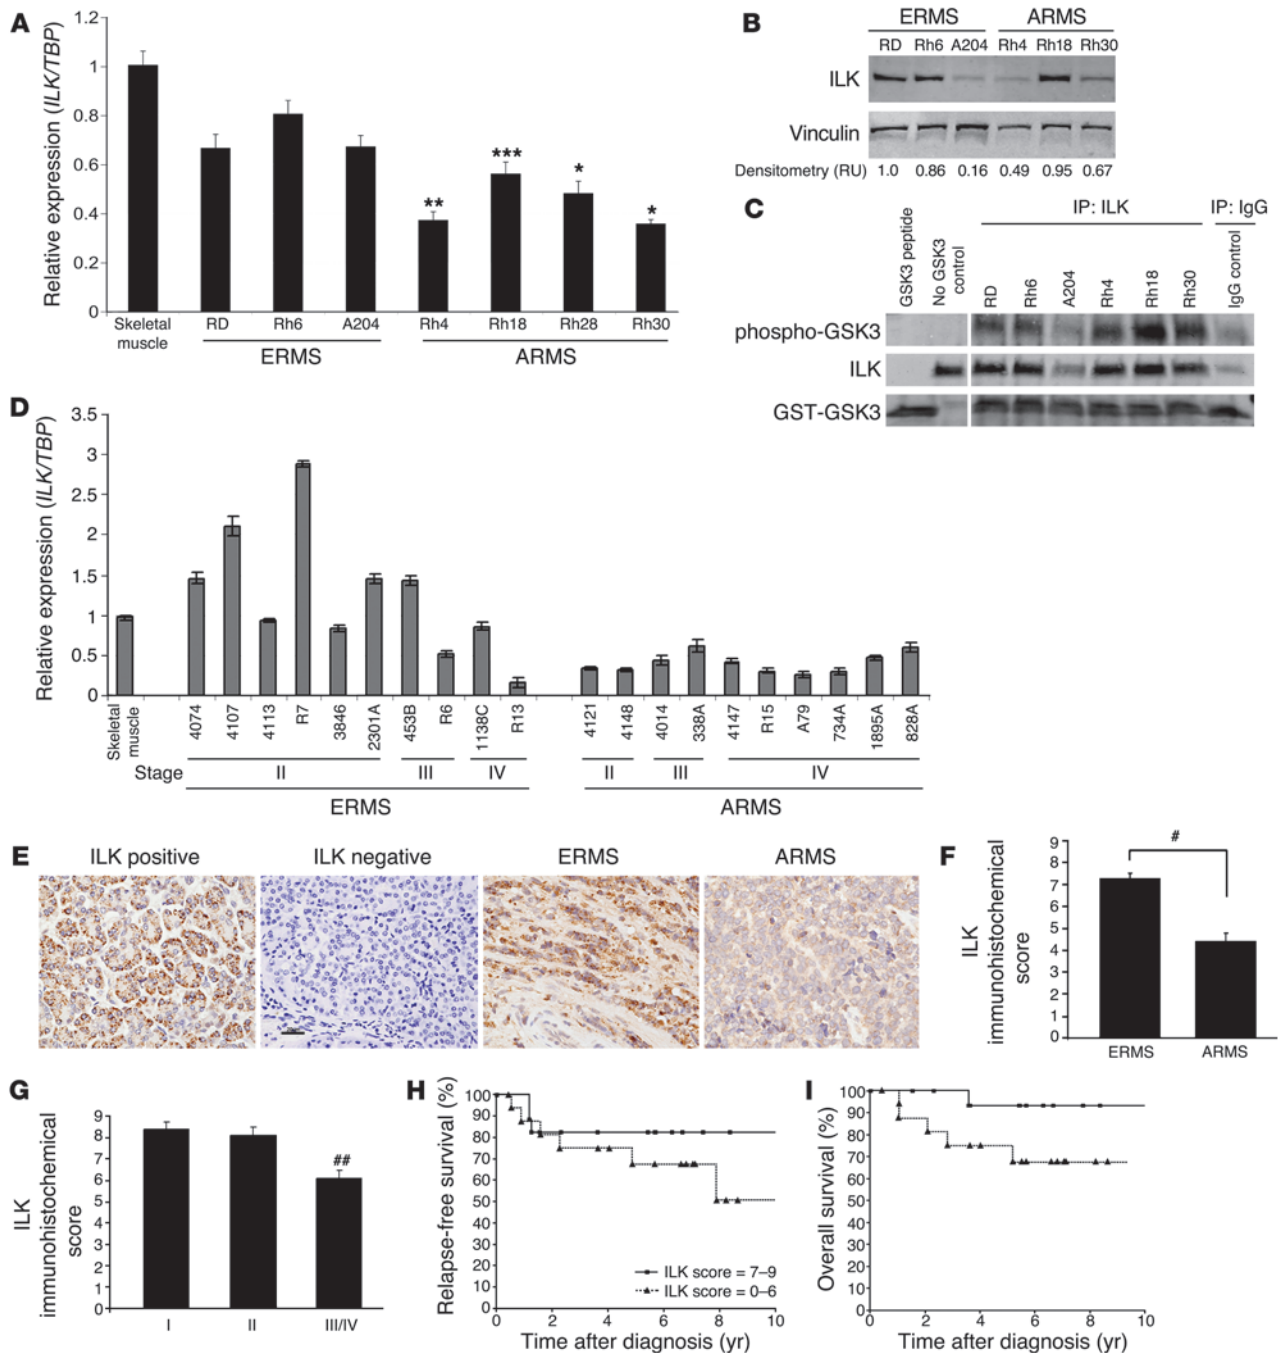 A
Relative expression (ILK/TBP)
1.2
1
0.8
0.6
0.4
0.2
0
** *** * *
Skeletal muscle RD Rh6 A204 Rh4 Rh18 Rh28 Rh30
ERMS ARMS
B
ERMS ARMS
RD Rh6 A204 Rh4 Rh18 Rh30
ILK
Vinculin
Densitometry (RU) 1.0 0.86 0.16 0.49 0.95 0.67
C
IP: ILK IP: IgG
GSK3 peptide No GSK3 control RD Rh6 A204 Rh4 Rh18 Rh30 IgG control
phospho-GSK3
ILK
GST-GSK3
D
Relative expression (ILK/TBP)
3.5
3
2.5
2
1.5
1
0.5
0
Skeletal muscle 4074 4107 4113 R7 3846 2301A 453B R6 1138C R13 4121 4148 4014 338A 4147 R15 A79 734A 1895A 828A
Stage II III IV II III IV
ERMS ARMS
E
ILK positive ILK negative ERMS ARMS
F
ILK immunohistochemical score
9
8
7
6
5
4
3
2
1
0
#
ERMS ARMS
G
ILK immunohistochemical score
9
8
7
6
5
4
3
2
1
0
##
I II III/IV
H
Relapse-free survival (%)
100
90
80
70
60
50
40
30
20
10
0
ILK score = 7–9
ILK score = 0–6
0 2 4 6 8 10
Time after diagnosis (yr)
I
Overall survival (%)
100
90
80
70
60
50
40
30
20
10
0
0 2 4 6 8 10
Time after diagnosis (yr)